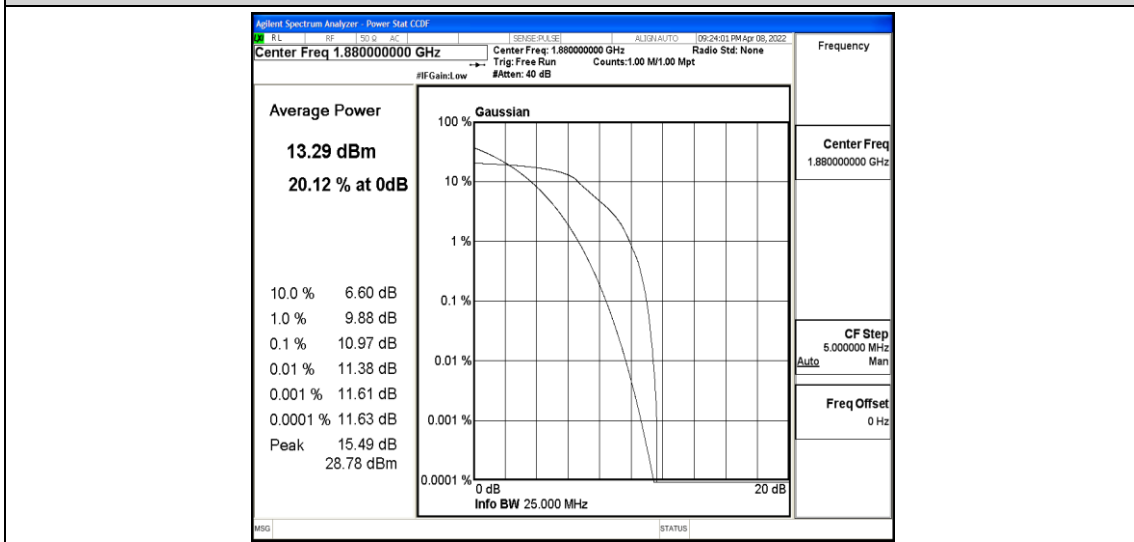 Agilent Spectrum Analyzer - Power Stat CCDF
RL RF 50 Ω AC SENSE:PULSE ALIGNAUTO 09:24:01 PM Apr 08, 2022
Center Freq 1.880000000 GHz
Center Freq: 1.880000000 GHz Radio Std: None
Trig: Free Run Counts:1.00 M/1.00 Mpt
#IFGain:Low #Atten: 40 dB
Frequency
Average Power
13.29 dBm
20.12 % at 0dB
10.0 % 6.60 dB
1.0 % 9.88 dB
0.1 % 10.97 dB
0.01 % 11.38 dB
0.001 % 11.61 dB
0.0001 % 11.63 dB
Peak 15.49 dB
28.78 dBm
Gaussian
100 %
10 %
1 %
0.1 %
0.01 %
0.001 %
0.0001 %
0 dB 20 dB
Info BW 25.000 MHz
Center Freq
1.880000000 GHz
CF Step
5.000000 MHz
Auto Man
Freq Offset
0 Hz
MSG STATUS